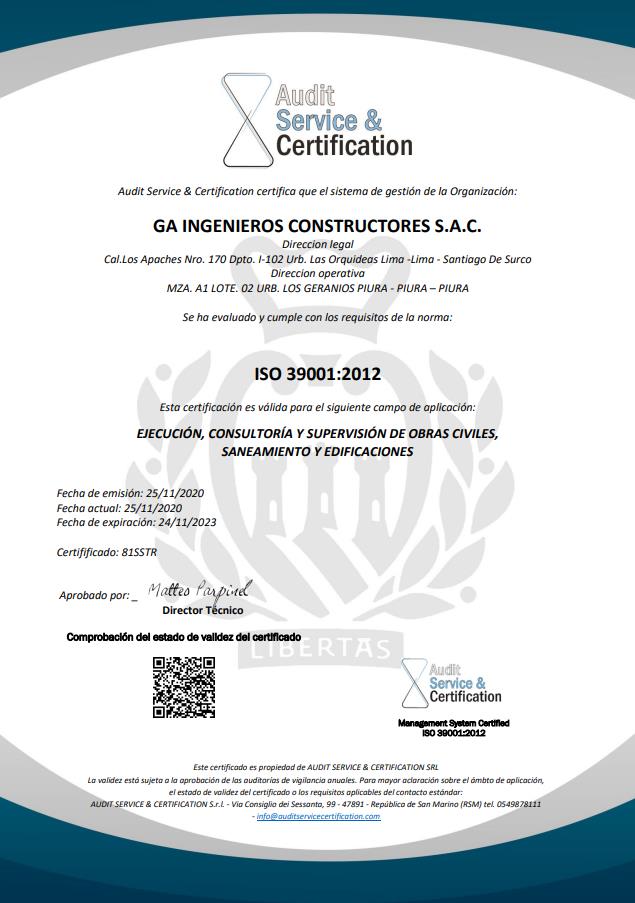 Audit
Service &
Certification
Audit Service & Certification certifica que el sistema de gestión de la Organización:
GA INGENIEROS CONSTRUCTORES S.A.C.
Direccion legal
Cal.Los Apaches Nro. 170 Dpto. I-102 Urb. Las Orquideas Lima -Lima - Santiago De Surco
Direccion operativa
MZA. A1 LOTE. 02 URB. LOS GERANIOS PIURA - PIURA – PIURA
Se ha evaluado y cumple con los requisitos de la norma:
ISO 39001:2012
Esta certificación es válida para el siguiente campo de aplicación:
EJECUCIÓN, CONSULTORÍA Y SUPERVISIÓN DE OBRAS CIVILES,
SANEAMIENTO Y EDIFICACIONES
Fecha de emisión: 25/11/2020
Fecha actual: 25/11/2020
Fecha de expiración: 24/11/2023
Certifificado: 81SSTR
Aprobado por: _ Matteo Parpinel
Director Técnico
Comprobación del estado de validez del certificado
LIBERTAS
Audit
Service &
Certification
Management System Certified
ISO 39001:2012
Este certificado es propiedad de AUDIT SERVICE & CERTIFICATION SRL
La validez está sujeta a la aprobación de las auditorías de vigilancia anuales. Para mayor aclaración sobre el ámbito de aplicación,
el estado de validez del certificado o los requisitos aplicables del contacto estándar:
AUDIT SERVICE & CERTIFICATION S.r.l. - Via Consiglio dei Sessanta, 99 - 47891 - República de San Marino (RSM) tel. 0549878111
- info@auditservicecertification.com